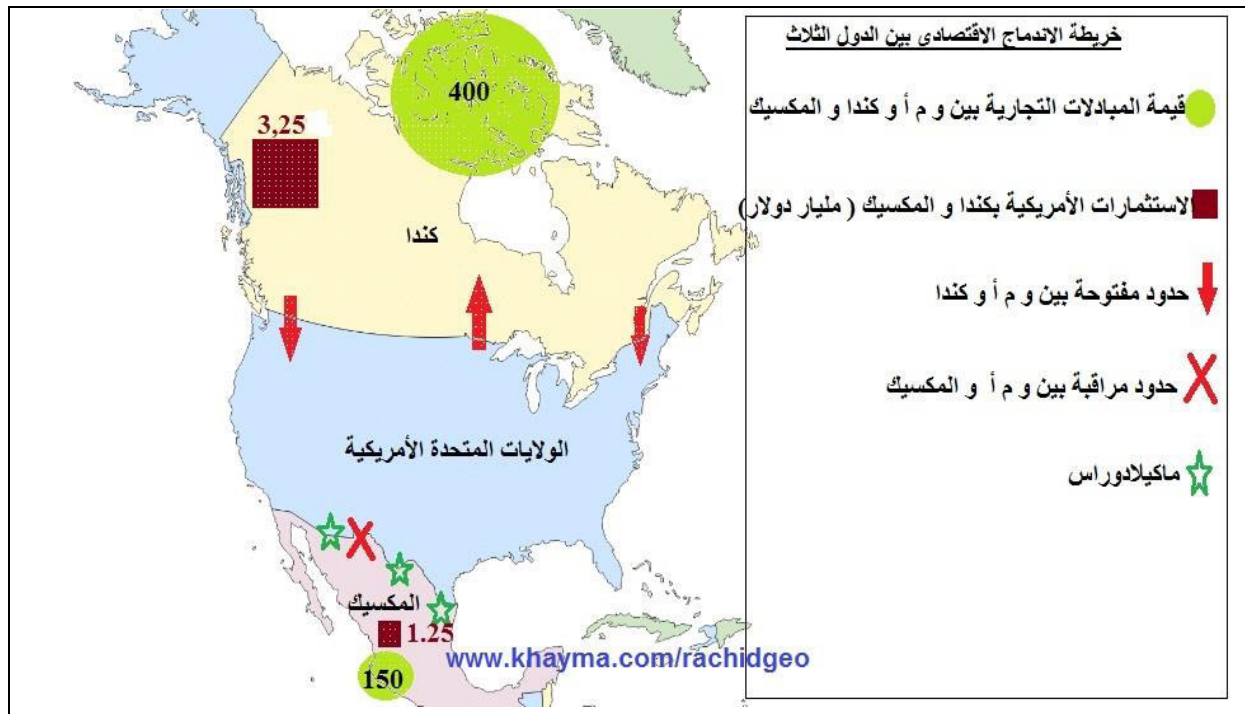 خريطة الاندماج الاقتصادى بين الدول الثلاث
قيمة المبادلات التجارية بين و م أ و كندا و المكسيك
الاستثمارات الأمريكية بكندا و المكسيك ( مليار دولار)
حدود مفتوحة بين و م أ و كندا
حدود مراقبة بين و م أ و المكسيك
ماكيلادوراس
400
3,25
كندا
الولايات المتحدة الأمريكية
المكسيك
1.25
150
www.khayma.com/rachidgeo